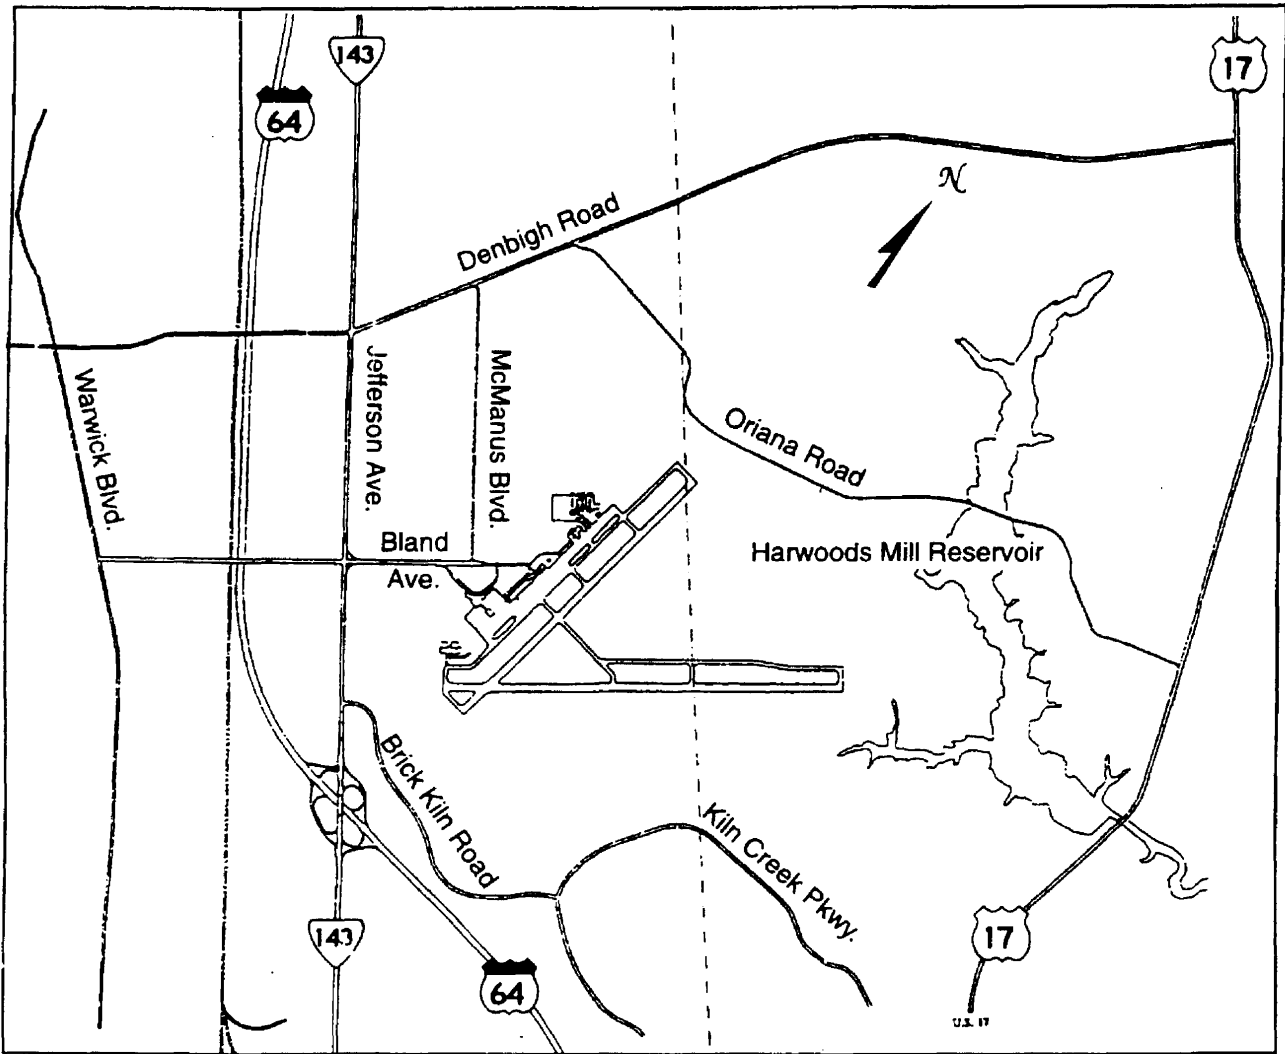 143
17
64
N
Denbigh Road
Jefferson Ave.
McManus Blvd.
Warwick Blvd.
Oriana Road
Bland
Ave.
Harwoods Mill Reservoir
Brick Kiln Road
Kiln Creek Pkwy.
143
17
64
U.S. 17